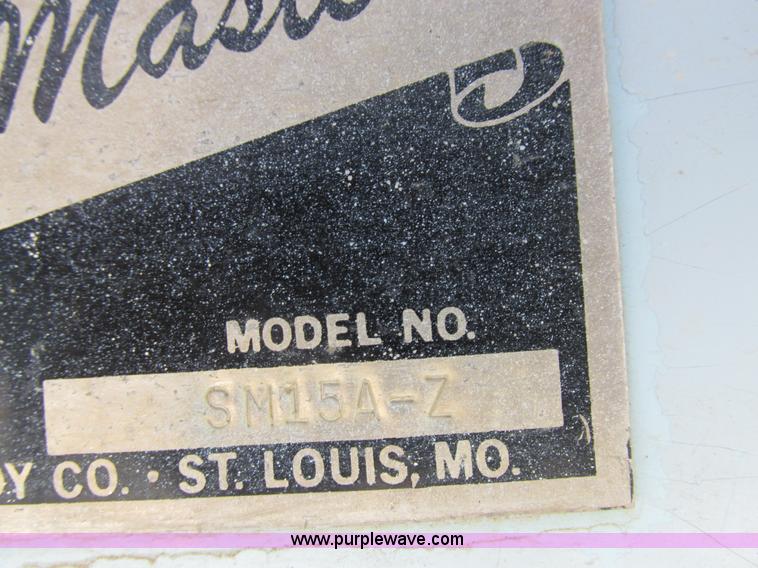 MODEL NO.
SM15A-Z
CO. · ST. LOUIS, MO.
www.purplewave.com